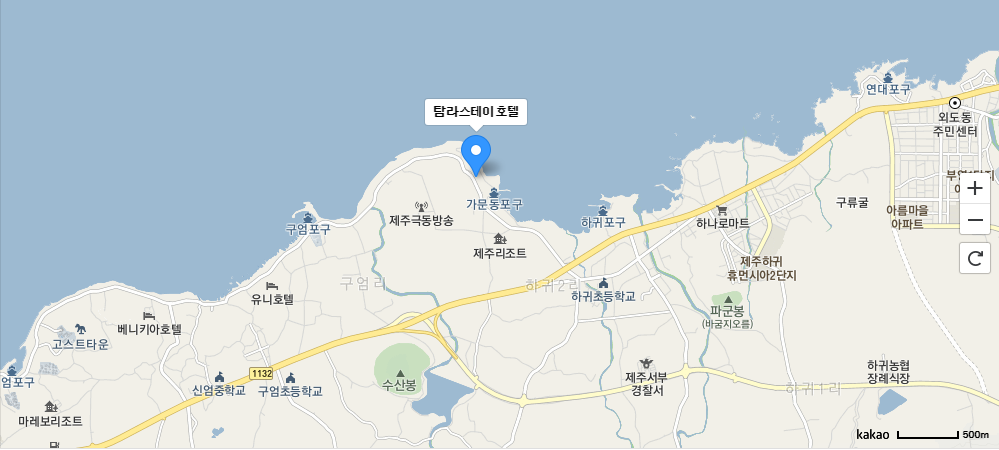 연대포구
외도동
주민센터
탐라스테이 호텔
가문동포구
하귀포구
하나로마트
구류굴
아름마을
아파트
구엄포구
제주극동방송
제주리조트
제주하귀
휴먼시아2단지
구엄리
하귀2리
하귀초등학교
유니호텔
베니키아호텔
고스트타운
파군봉
(바굼지오름)
1132
신엄중학교
구엄초등학교
수산봉
제주서부
경찰서
하귀농협
장례식장
하귀1리
엄포구
마레보리조트
kakao
500m